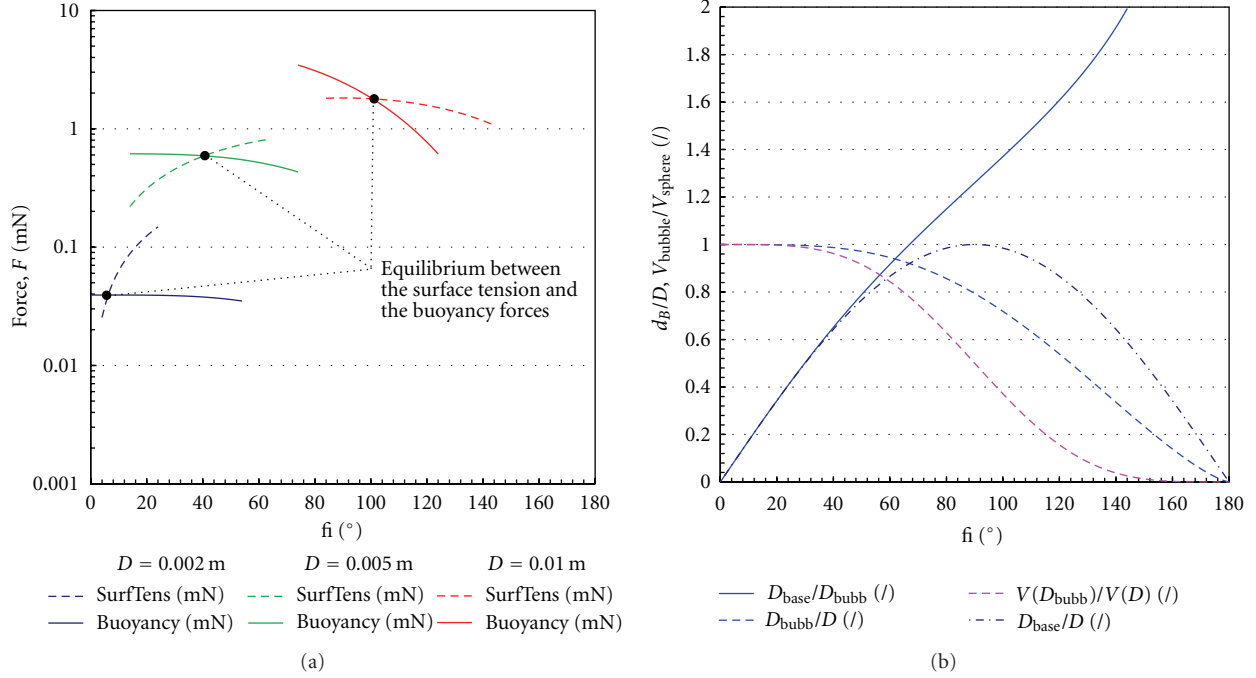 10
1
0.1
0.01
0.001
Force, F (mN)
0 20 40 60 80 100 120 140 160 180
fi (°)
Equilibrium between
the surface tension and
the buoyancy forces
D = 0.002 m D = 0.005 m D = 0.01 m
SurfTens (mN) SurfTens (mN) SurfTens (mN)
Buoyancy (mN) Buoyancy (mN) Buoyancy (mN)
(a)
2
1.8
1.6
1.4
1.2
1
0.8
0.6
0.4
0.2
0
d_B/D, V_bubble/V_sphere (/)
0 20 40 60 80 100 120 140 160 180
fi (°)
D_base/D_bubb (/) V(D_bubb)/V(D) (/)
D_bubb/D (/) D_base/D (/)
(b)